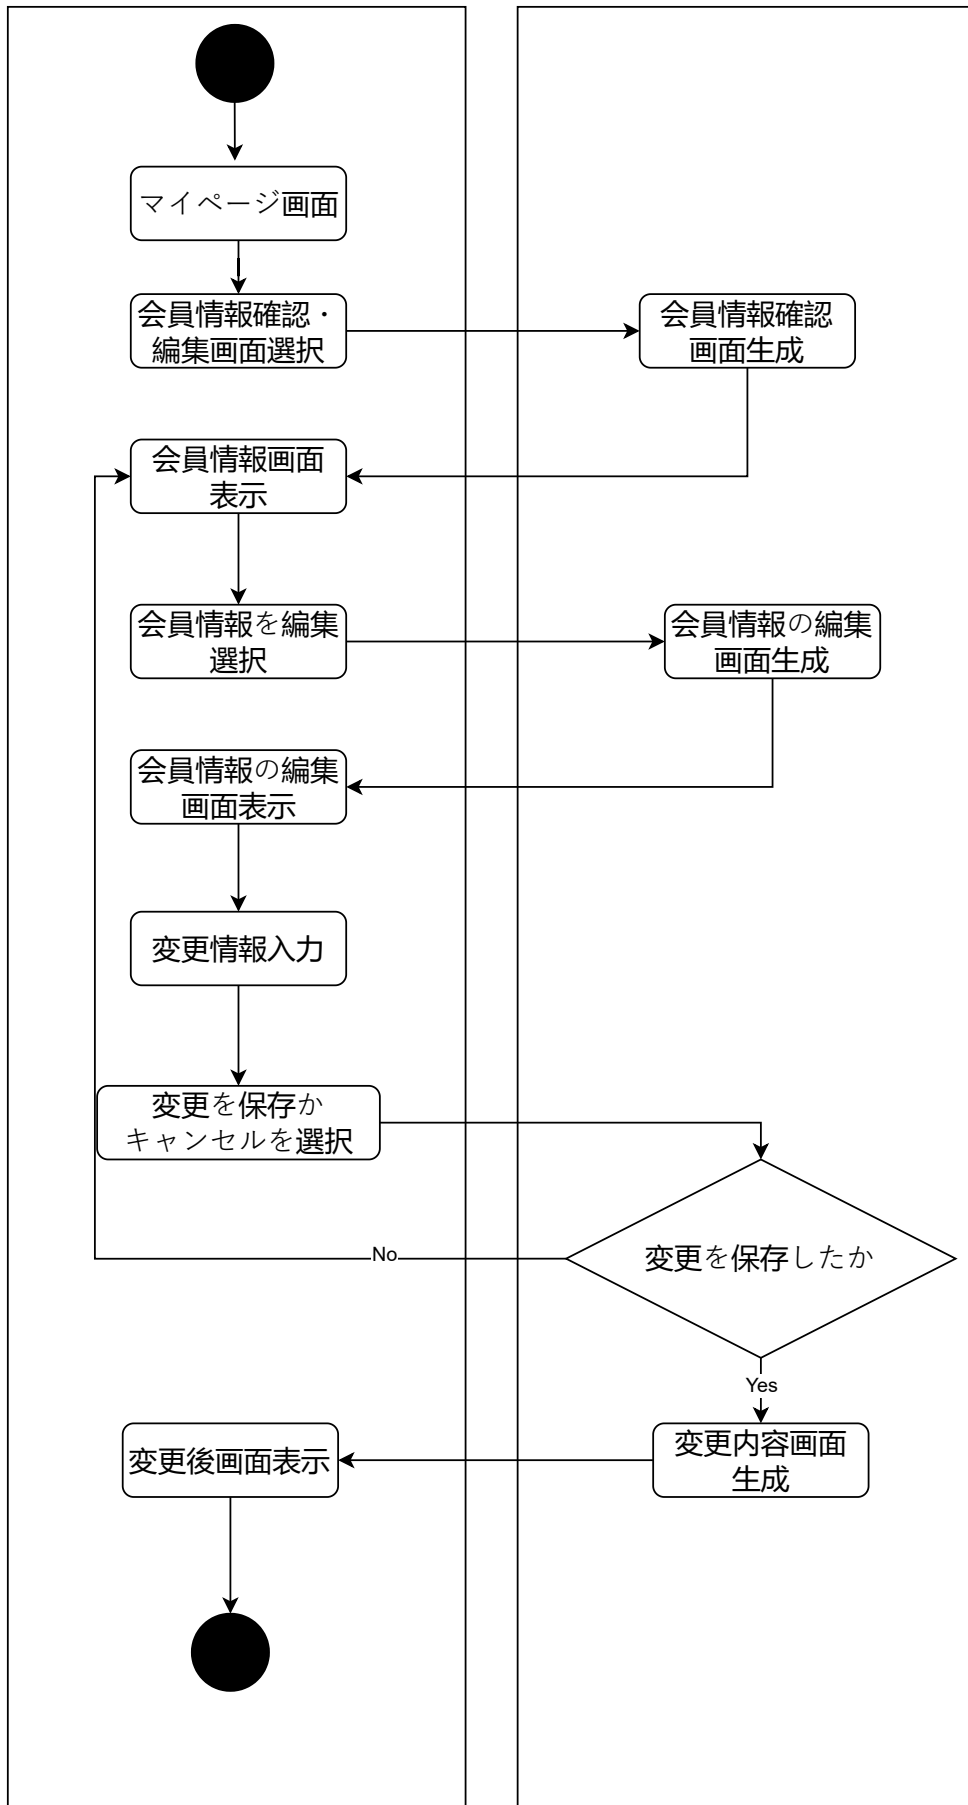 マイページ画面
会員情報確認・
編集画面選択
会員情報確認
画面生成
会員情報画面
表示
会員情報を編集
選択
会員情報の編集
画面生成
会員情報の編集
画面表示
変更情報入力
変更を保存か
キャンセルを選択
変更を保存したか
No
Yes
変更後画面表示
変更内容画面
生成